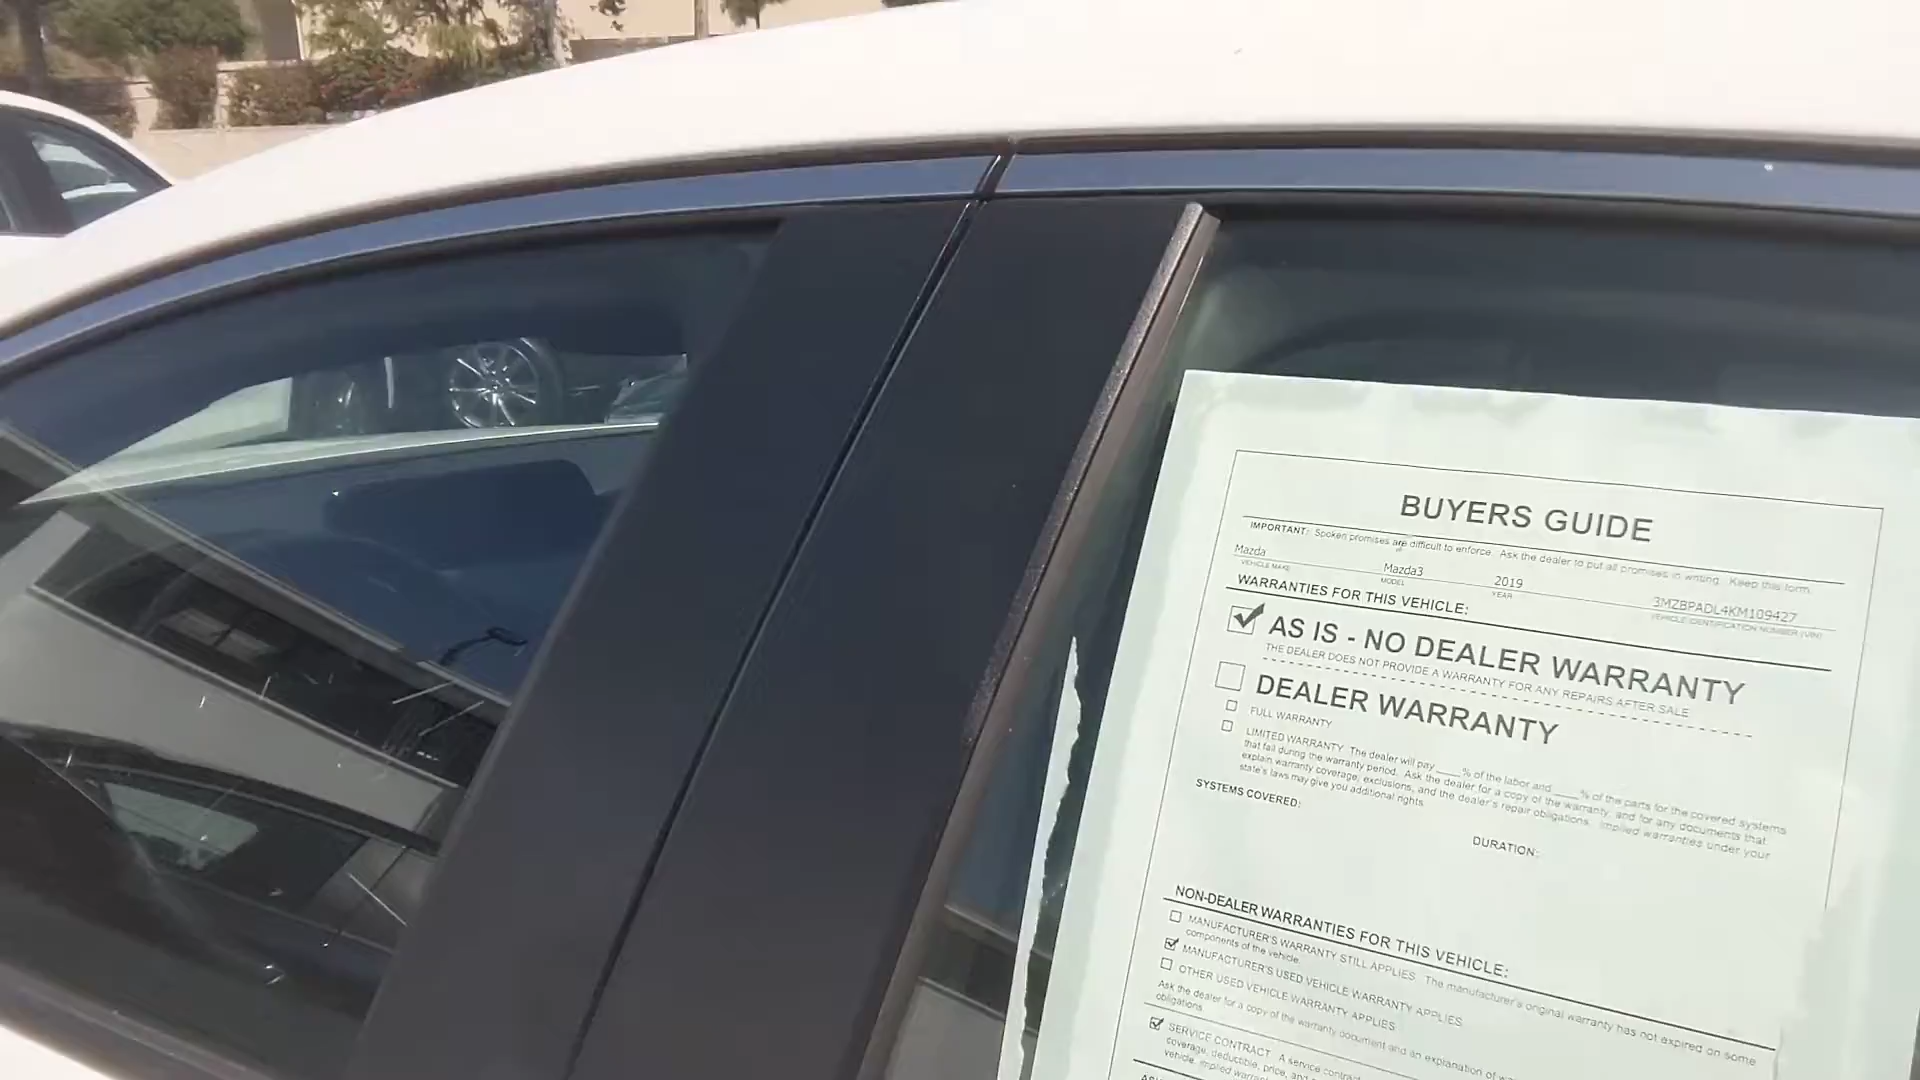 BUYERS GUIDE
IMPORTANT: Spoken promises are difficult to enforce. Ask the dealer to put all promises in writing. Keep this form.
Mazda Mazda3 2019 3MZBPADL4KM109427
VEHICLE MAKE MODEL YEAR VEHICLE IDENTIFICATION NUMBER (VIN)
WARRANTIES FOR THIS VEHICLE:
AS IS - NO DEALER WARRANTY
THE DEALER DOES NOT PROVIDE A WARRANTY FOR ANY REPAIRS AFTER SALE
DEALER WARRANTY
FULL WARRANTY
LIMITED WARRANTY The dealer will pay ____% of the labor and ____% of the parts for the covered systems
that fail during the warranty period. Ask the dealer for a copy of the warranty, and for any documents that
explain warranty coverage, exclusions, and the dealer's repair obligations. Implied warranties under your
state's laws may give you additional rights.
SYSTEMS COVERED:
DURATION:
NON-DEALER WARRANTIES FOR THIS VEHICLE:
MANUFACTURER'S WARRANTY STILL APPLIES. The manufacturer's original warranty has not expired on some
components of the vehicle.
MANUFACTURER'S USED VEHICLE WARRANTY APPLIES
OTHER USED VEHICLE WARRANTY APPLIES
Ask the dealer for a copy of the warranty document and an explanation of
obligations.
SERVICE CONTRACT. A service contract
coverage, deductible, price, and
vehicle, implied